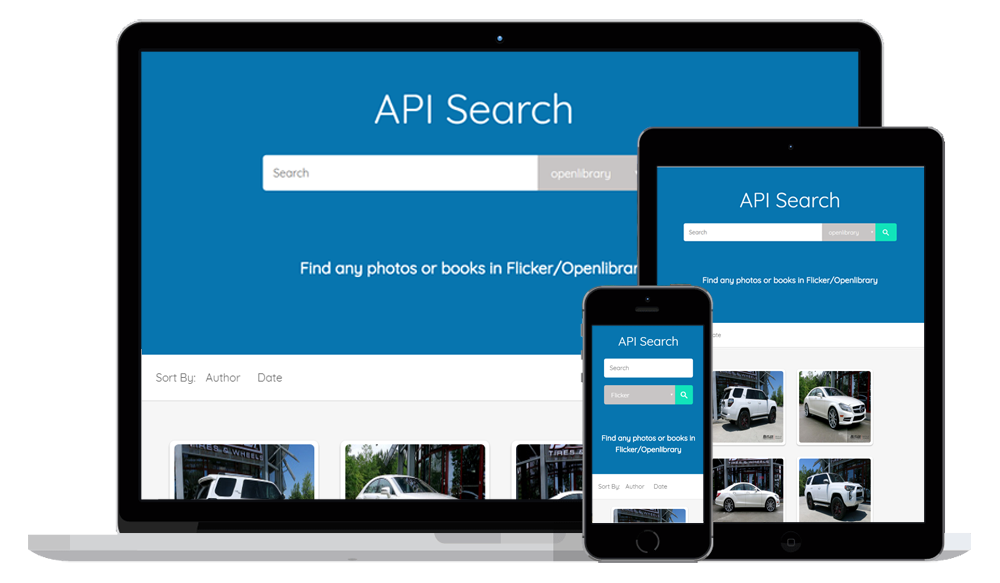 API Search
Search
openlibrary
Find any photos or books in Flicker/Openlibrar
Sort By: Author Date
TIRES & WHEELS
API Search
Search
openlibrary
Find any photos or books in Flicker/Openlibrary
ate
API Search
Search
Flicker
Find any photos or books in
Flicker/Openlibrary
Sort By: Author Date